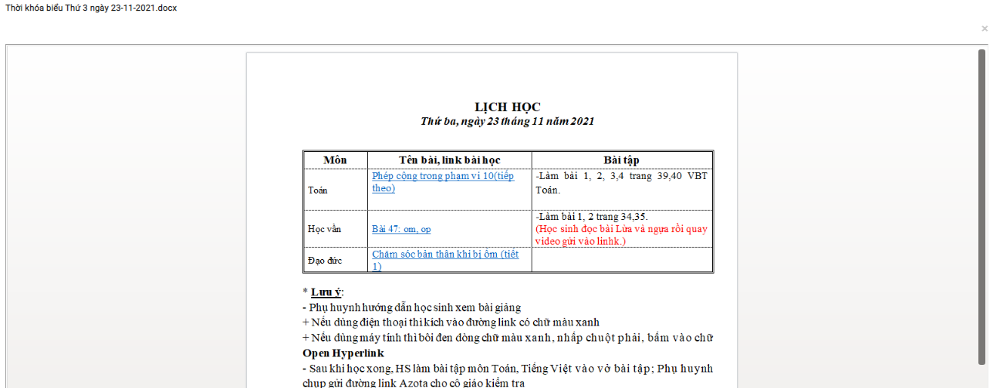 Thời khóa biểu Thứ 3 ngày 23-11-2021.docx
×
LỊCH HỌC
Thứ ba, ngày 23 tháng 11 năm 2021
Môn Tên bài, link bài học Bài tập
Toán
Phép cộng trong phạm vi 10(tiếp
theo)
-Làm bài 1, 2, 3,4 trang 39,40 VBT
Toán.
Học vần
Bài 47: om, op
-Làm bài 1, 2 trang 34,35.
(Học sinh đọc bài Lừa và ngựa rồi quay
video gửi vào linhk.)
Đạo đức
Chăm sóc bản thân khi bị ốm (tiết
1)
* Lưu ý:
- Phụ huynh hướng dẫn học sinh xem bài giảng
+ Nếu dùng điện thoại thì kích vào đường link có chữ màu xanh
+ Nếu dùng máy tính thì bôi đen dòng chữ màu xanh, nhấp chuột phải, bấm vào chữ
Open Hyperlink
- Sau khi học xong, HS làm bài tập môn Toán, Tiếng Việt vào vở bài tập; Phụ huynh
chụp gửi đường link Azota cho cô giáo kiểm tra